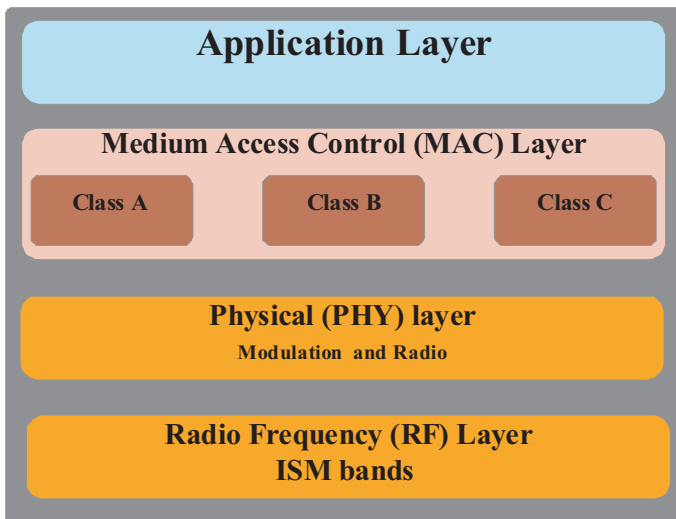 Application Layer
Medium Access Control (MAC) Layer
Class A
Class B
Class C
Physical (PHY) layer
Modulation and Radio
Radio Frequency (RF) Layer
ISM bands